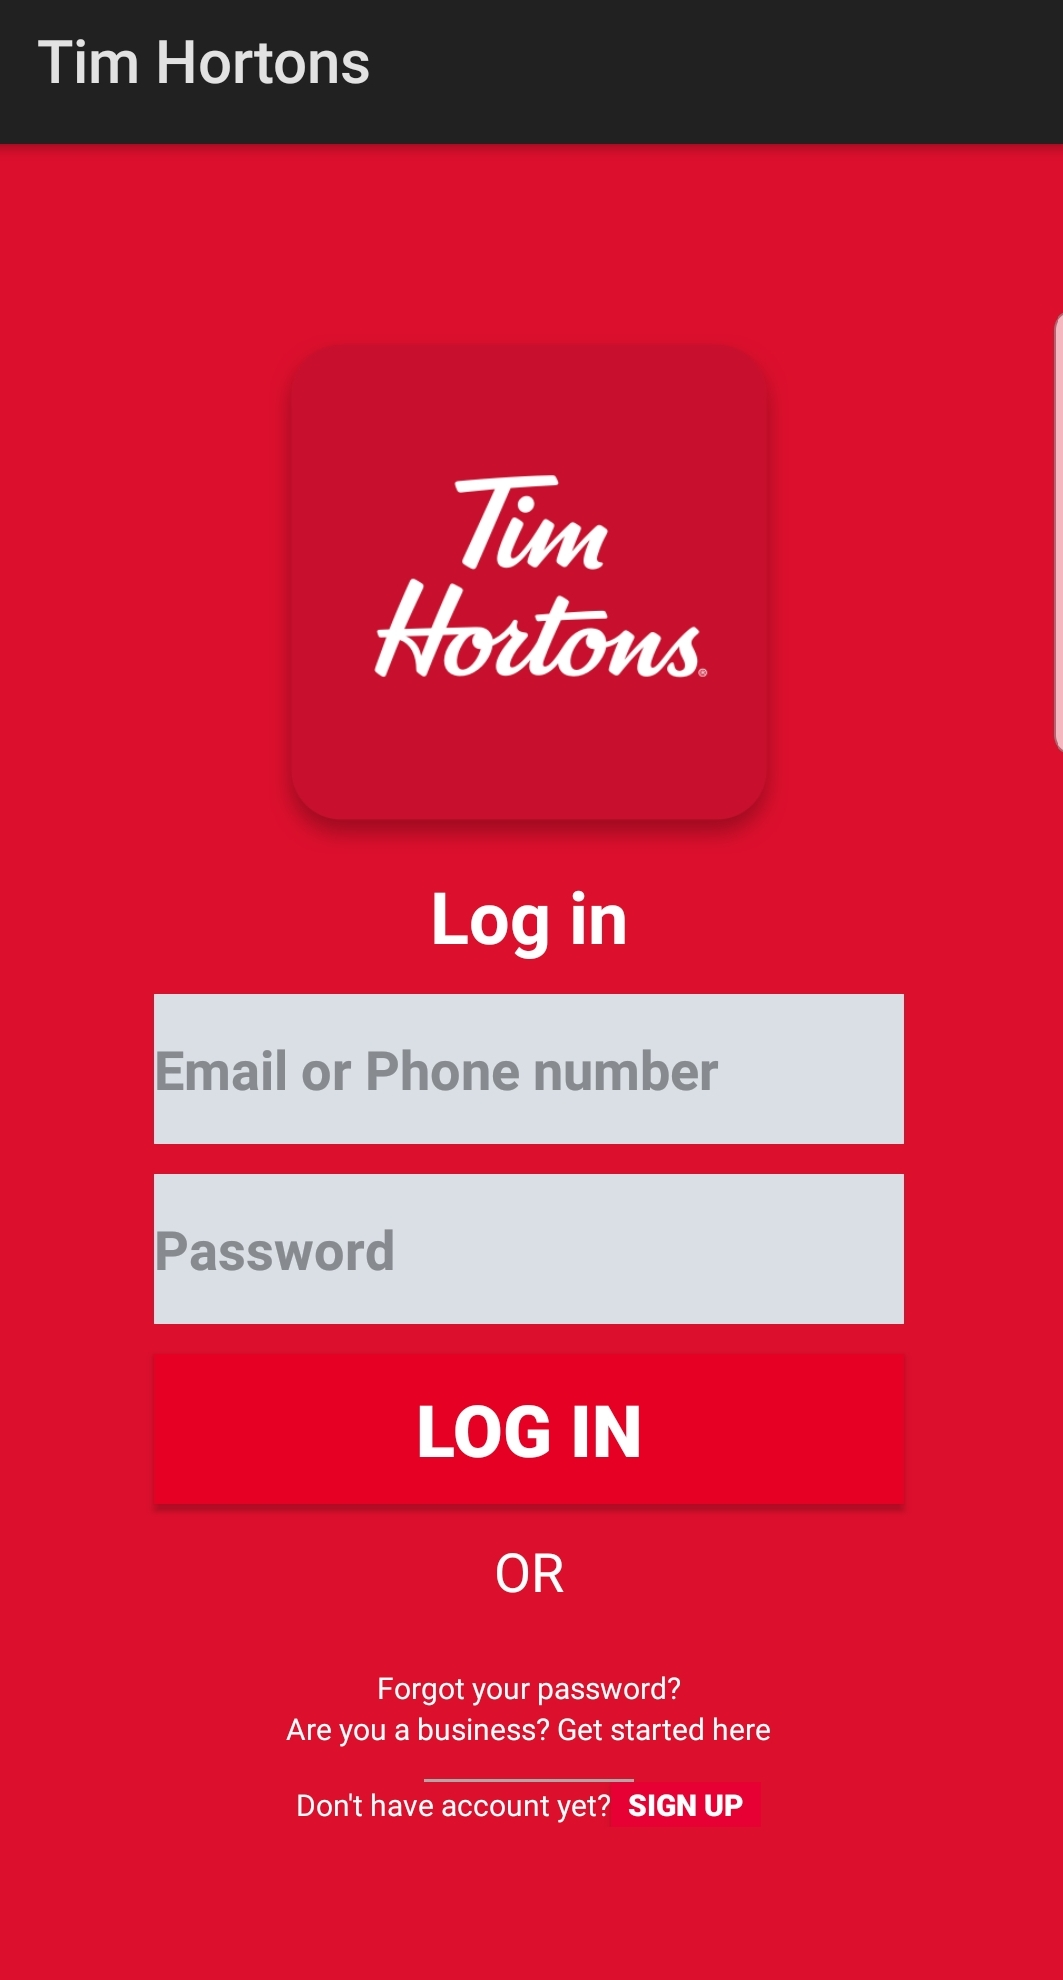 Tim Hortons
Tim
Hortons®
Log in
Email or Phone number
Password
LOG IN
OR
Forgot your password?
Are you a business? Get started here
Don't have account yet? SIGN UP